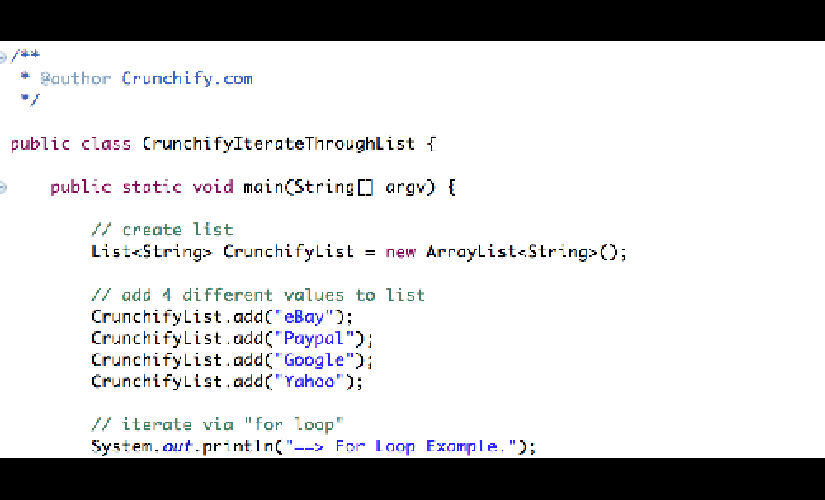 /**
 * @author Crunchify.com
 */
public class CrunchifyIterateThroughList {
    public static void main(String[] argv) {
        // create list
        List<String> CrunchifyList = new ArrayList<String>();
        // add 4 different values to list
        CrunchifyList.add("eBay");
        CrunchifyList.add("Paypal");
        CrunchifyList.add("Google");
        CrunchifyList.add("Yahoo");
        // iterate via "for loop"
        System.out.println("==> For Loop Example.");